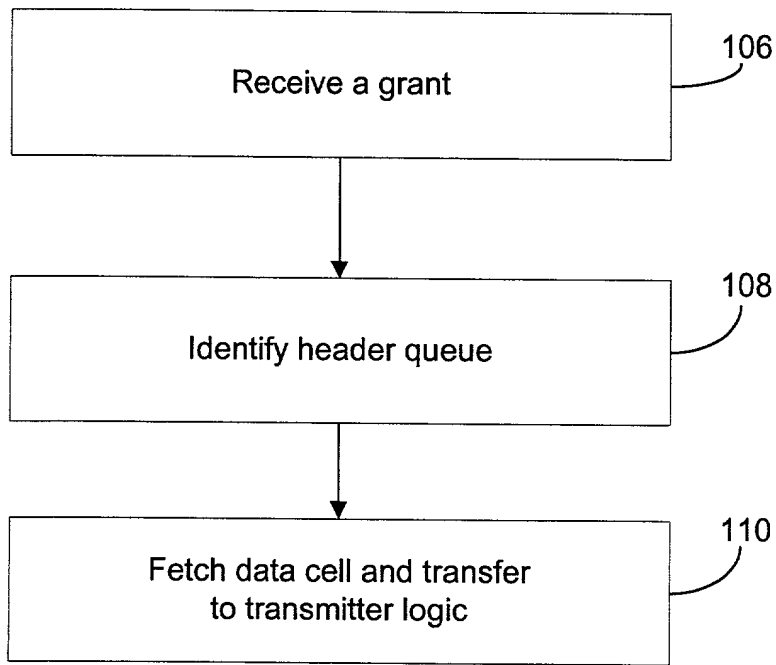 106
Receive a grant
108
Identify header queue
110
Fetch data cell and transfer
to transmitter logic